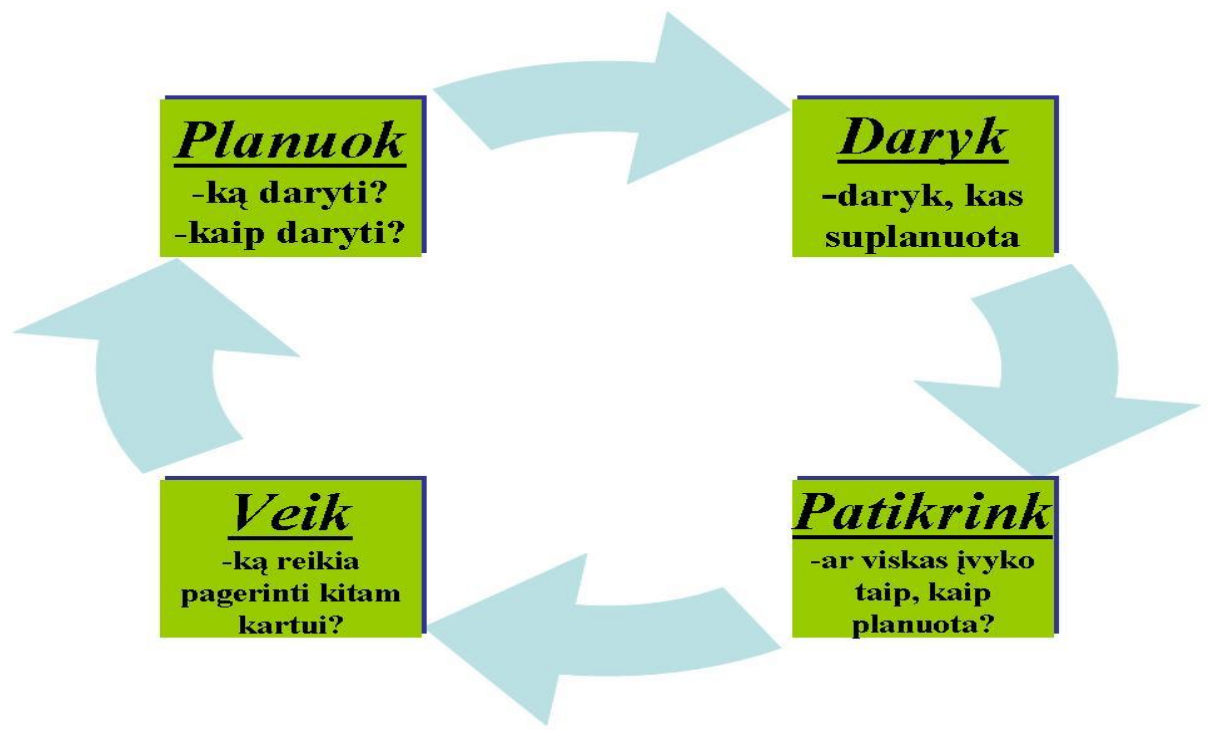 Planuok
-ką daryti?
-kaip daryti?
Daryk
-daryk, kas
suplanuota
Patikrink
-ar viskas įvyko
taip, kaip
planuota?
Veik
-ką reikia
pagerinti kitam
kartui?